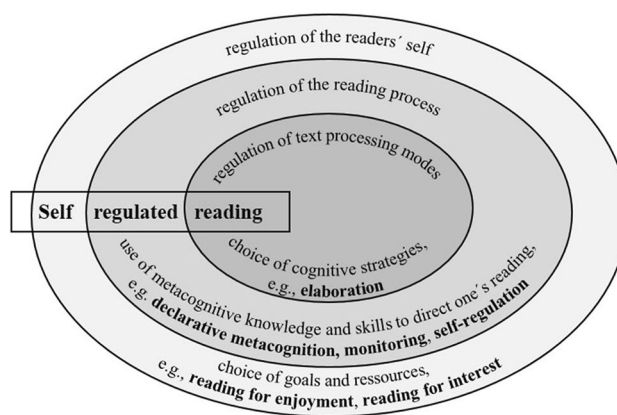 regulation of the readers´ self
regulation of the reading process
regulation of text processing modes
Self regulated reading
choice of cognitive strategies,
e.g., elaboration
use of metacognitive knowledge and skills to direct one´s reading,
e.g. declarative metacognition, monitoring, self-regulation
choice of goals and ressources,
e.g., reading for enjoyment, reading for interest